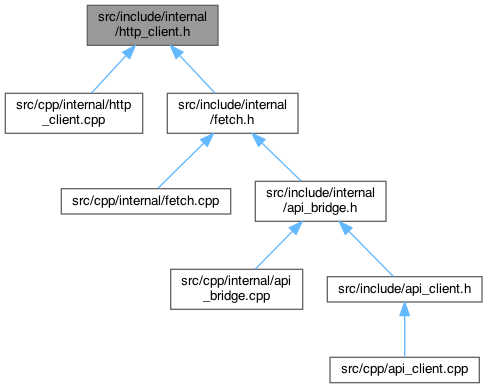 src/include/internal
/http_client.h
src/cpp/internal/http
_client.cpp
src/include/internal
/fetch.h
src/cpp/internal/fetch.cpp
src/include/internal
/api_bridge.h
src/cpp/internal/api
_bridge.cpp
src/include/api_client.h
src/cpp/api_client.cpp